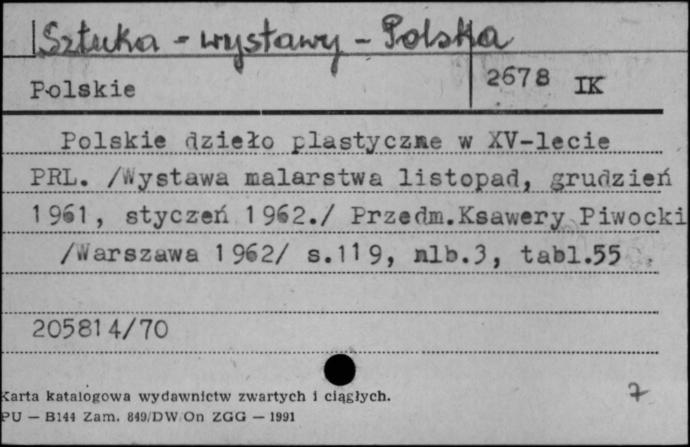 Sztuka - wystawy - Polska
Polskie 2678 IK
Polskie dzieło plastyczne w XV-lecie
PRL. /Wystawa malarstwa listopad, grudzień
1961, styczeń 1962./ Przedm.Ksawery Piwocki
/Warszawa 1962/ s.119, nlb.3, tabl.55
205814/70
Karta katalogowa wydawnictw zwartych i ciągłych.
PU — B144 Zam. 849/DW On ZGG — 1991
7